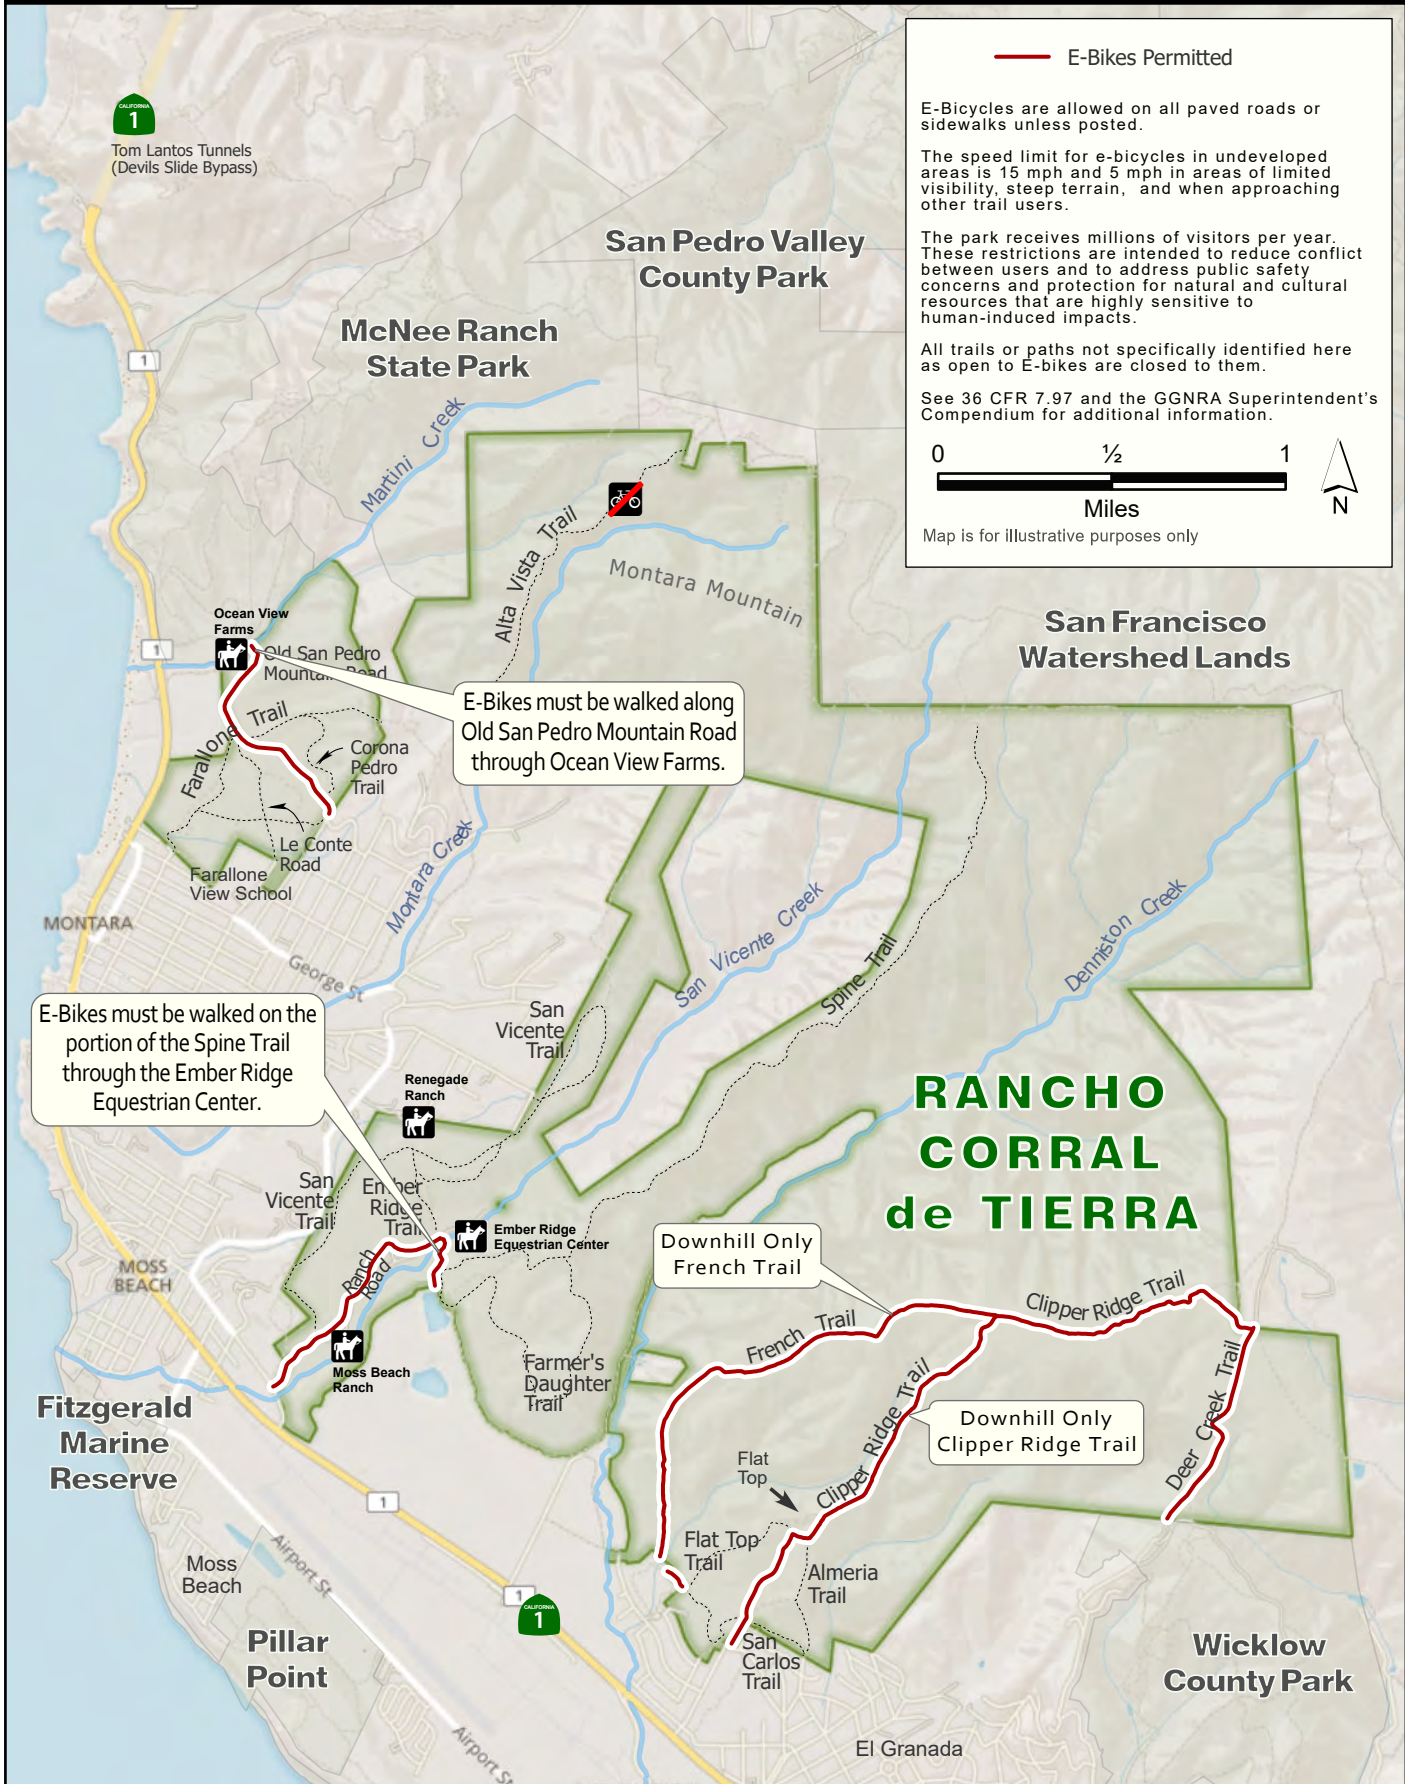 E-Bikes Permitted
E-Bicycles are allowed on all paved roads or
sidewalks unless posted.
The speed limit for e-bicycles in undeveloped
areas is 15 mph and 5 mph in areas of limited
visibility, steep terrain, and when approaching
other trail users.
The park receives millions of visitors per year.
These restrictions are intended to reduce conflict
between users and to address public safety
concerns and protection for natural and cultural
resources that are highly sensitive to
human-induced impacts.
All trails or paths not specifically identified here
as open to E-bikes are closed to them.
See 36 CFR 7.97 and the GGNRA Superintendent's
Compendium for additional information.
0 ½ 1
Miles
N
Map is for illustrative purposes only
CALIFORNIA
1
Tom Lantos Tunnels
(Devils Slide Bypass)
San Pedro Valley
County Park
McNee Ranch
State Park
1
Martini Creek
Alta Vista Trail
Montara Mountain
San Francisco
Watershed Lands
Ocean View
Farms
1
Old San Pedro
Mountain Road
E-Bikes must be walked along
Old San Pedro Mountain Road
through Ocean View Farms.
Farallone Trail
Corona
Pedro
Trail
Le Conte
Road
Farallone
View School
Montara Creek
MONTARA
George St
San Vicente Creek
Spine Trail
Denniston Creek
E-Bikes must be walked on the
portion of the Spine Trail
through the Ember Ridge
Equestrian Center.
San
Vicente
Trail
Renegade
Ranch
RANCHO
CORRAL
de TIERRA
San
Vicente
Trail
Ember
Ridge
Trail
Ember Ridge
Equestrian Center
MOSS
BEACH
Ranch
Road
Downhill Only
French Trail
Clipper Ridge Trail
French Trail
Deer Creek Trail
Moss Beach
Ranch
Farmer's
Daughter
Trail
Fitzgerald
Marine
Reserve
Clipper Ridge Trail
Downhill Only
Clipper Ridge Trail
Flat
Top
1
Airport St
Moss
Beach
Flat Top
Trail
Almeria
Trail
1
CALIFORNIA
1
Pillar
Point
San
Carlos
Trail
Wicklow
County Park
Airport St
El Granada